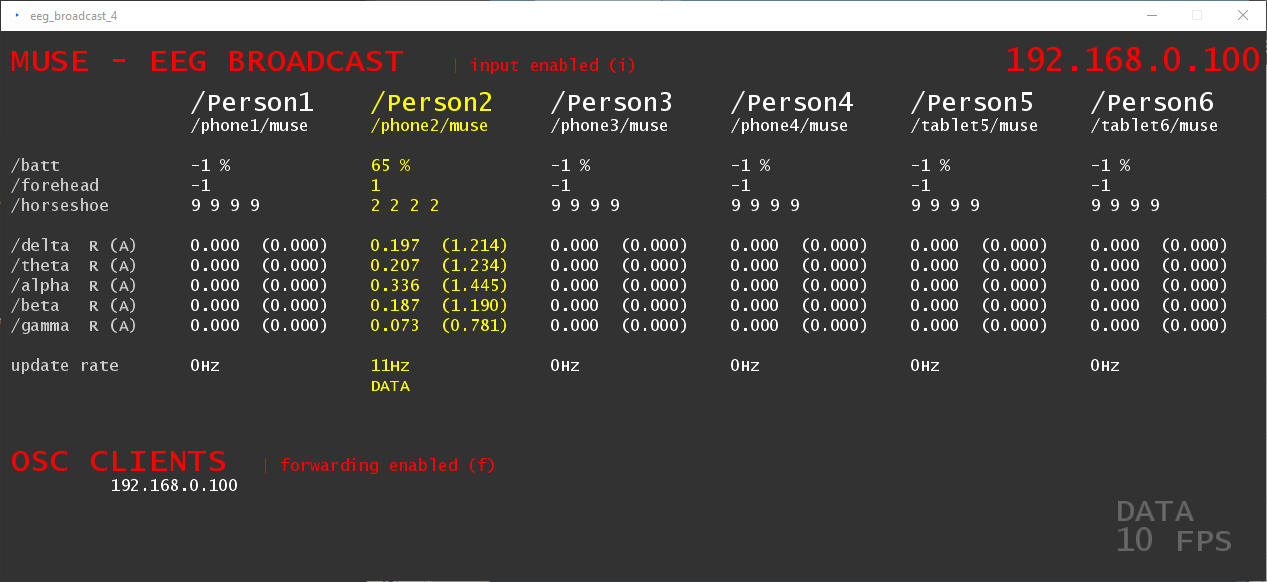 eeg_broadcast_4
MUSE - EEG BROADCAST | input enabled (i) 192.168.0.100
/Person1 /Person2 /Person3 /Person4 /Person5 /Person6
/phone1/muse /phone2/muse /phone3/muse /phone4/muse /tablet5/muse /tablet6/muse
/batt -1 % 65 % -1 % -1 % -1 % -1 %
/forehead -1 1 -1 -1 -1 -1
/horseshoe 9 9 9 9 2 2 2 2 9 9 9 9 9 9 9 9 9 9 9 9 9 9 9 9
/delta R (A) 0.000 (0.000) 0.197 (1.214) 0.000 (0.000) 0.000 (0.000) 0.000 (0.000) 0.000 (0.000)
/theta R (A) 0.000 (0.000) 0.207 (1.234) 0.000 (0.000) 0.000 (0.000) 0.000 (0.000) 0.000 (0.000)
/alpha R (A) 0.000 (0.000) 0.336 (1.445) 0.000 (0.000) 0.000 (0.000) 0.000 (0.000) 0.000 (0.000)
/beta R (A) 0.000 (0.000) 0.187 (1.190) 0.000 (0.000) 0.000 (0.000) 0.000 (0.000) 0.000 (0.000)
/gamma R (A) 0.000 (0.000) 0.073 (0.781) 0.000 (0.000) 0.000 (0.000) 0.000 (0.000) 0.000 (0.000)
update rate 0Hz 11Hz 0Hz 0Hz 0Hz 0Hz
DATA
OSC CLIENTS | forwarding enabled (f)
192.168.0.100
DATA
10 FPS